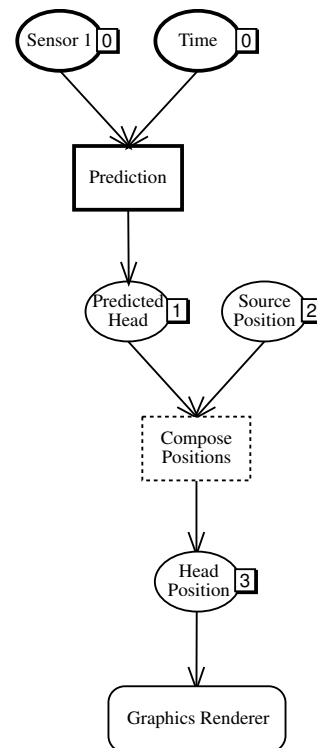 Sensor 1 0
Time 0
Prediction
Predicted
Head 1
Source
Position 2
Compose
Positions
Head
Position 3
Graphics Renderer